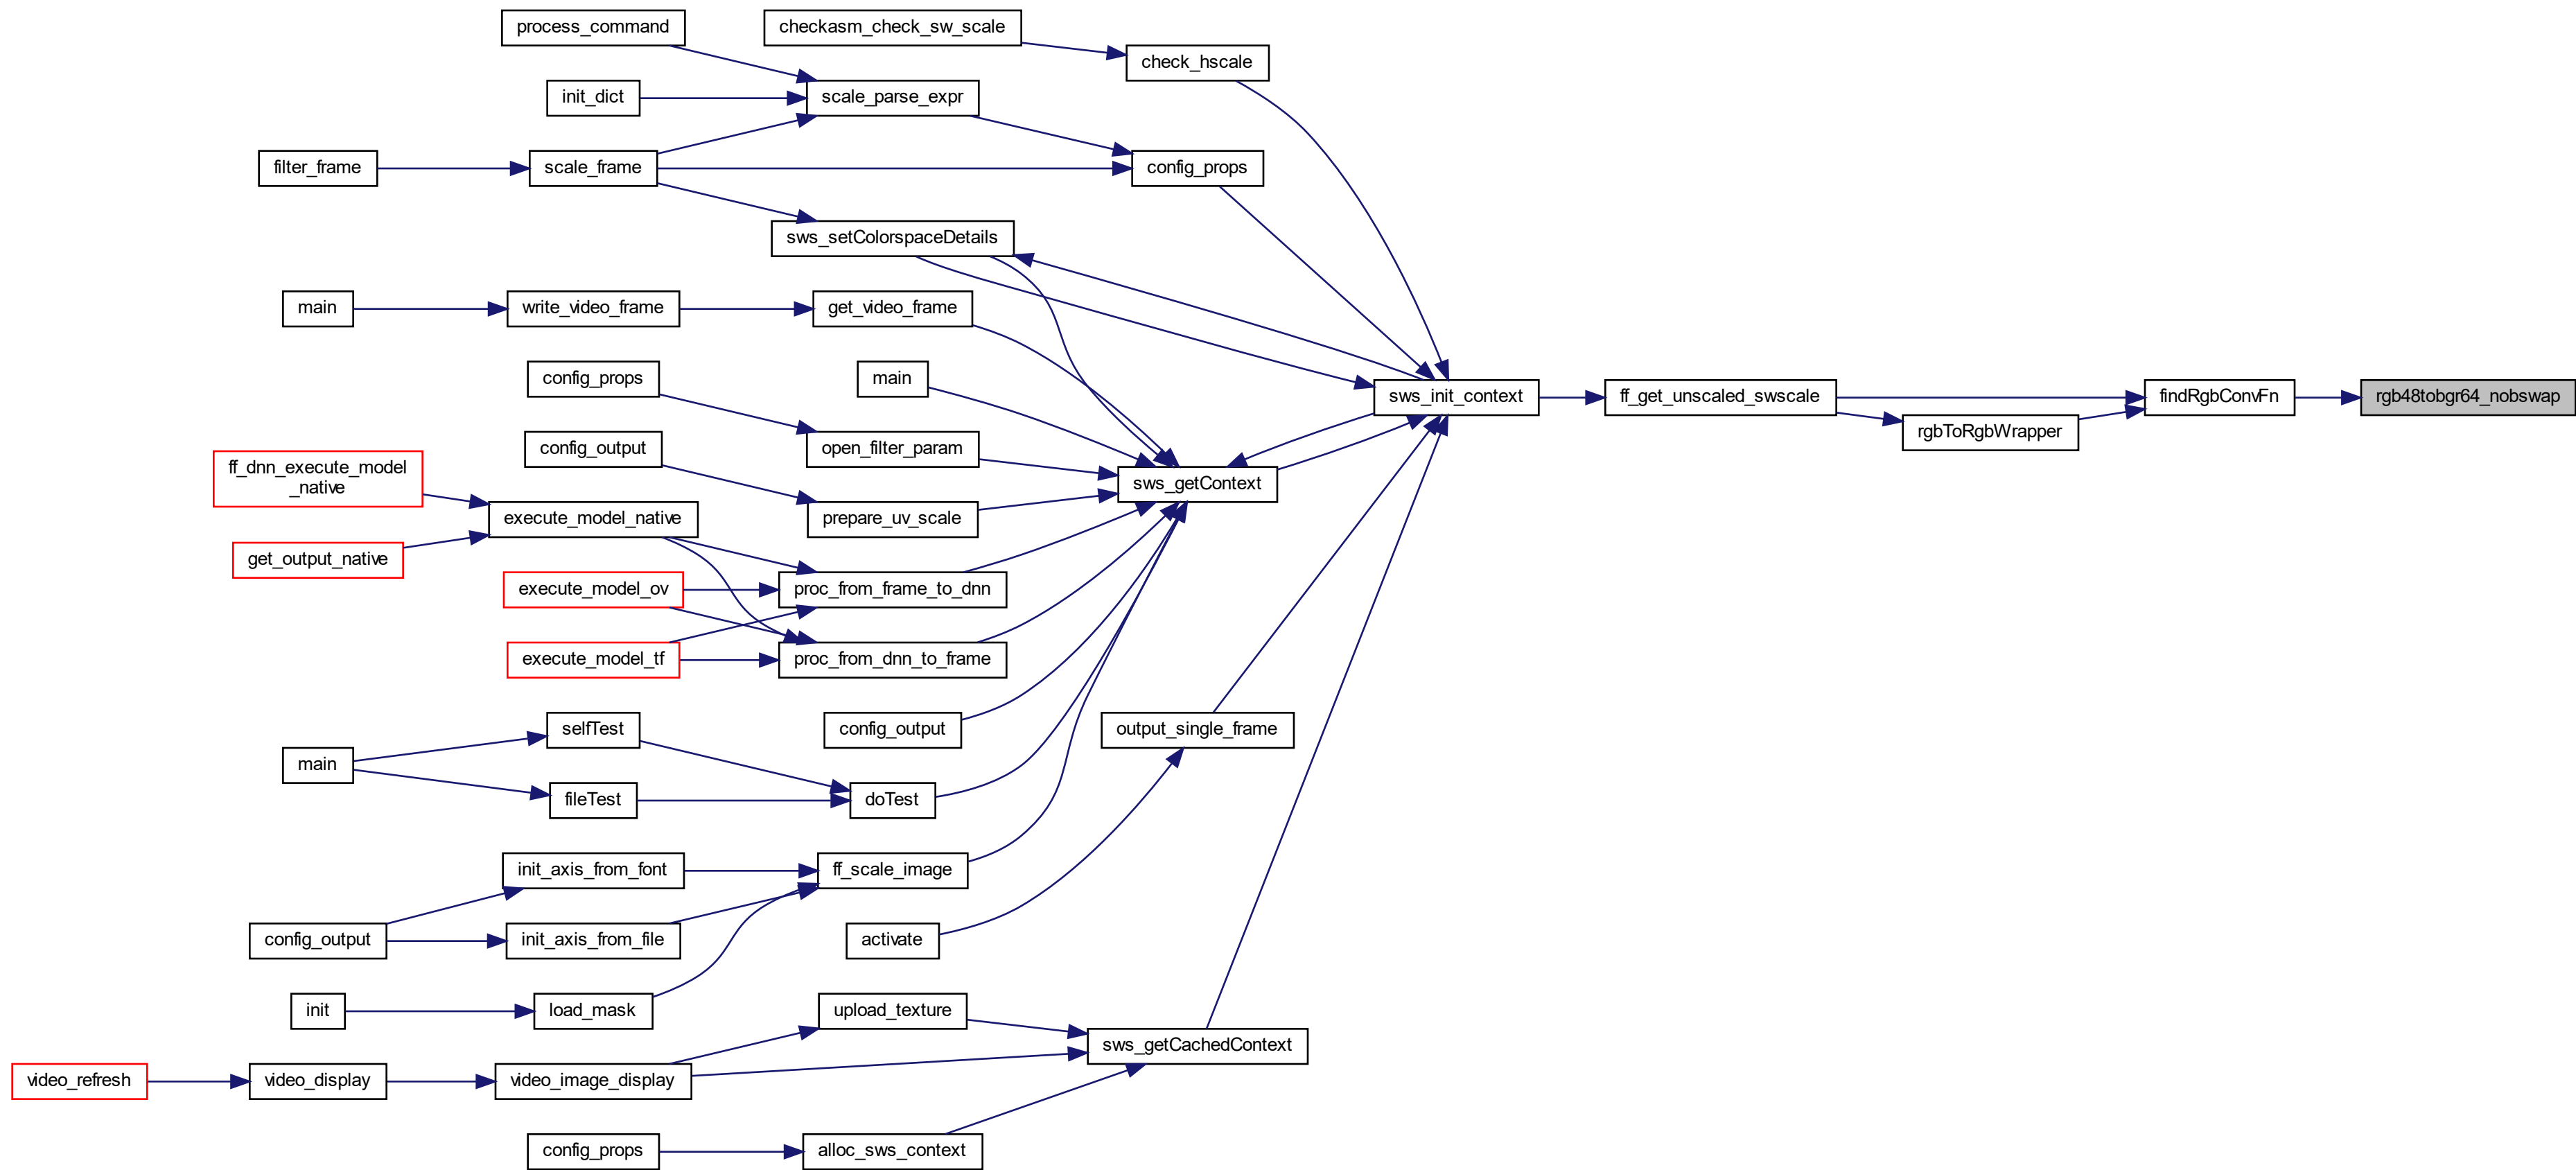 process_command
checkasm_check_sw_scale
check_hscale
init_dict
scale_parse_expr
filter_frame
scale_frame
config_props
sws_setColorspaceDetails
main
write_video_frame
get_video_frame
config_props
main
sws_init_context
ff_get_unscaled_swscale
findRgbConvFn
rgb48tobgr64_nobswap
rgbToRgbWrapper
config_output
open_filter_param
ff_dnn_execute_model
_native
sws_getContext
execute_model_native
prepare_uv_scale
get_output_native
execute_model_ov
proc_from_frame_to_dnn
execute_model_tf
proc_from_dnn_to_frame
selfTest
config_output
output_single_frame
main
fileTest
doTest
init_axis_from_font
ff_scale_image
config_output
init_axis_from_file
activate
init
load_mask
upload_texture
sws_getCachedContext
video_refresh
video_display
video_image_display
config_props
alloc_sws_context